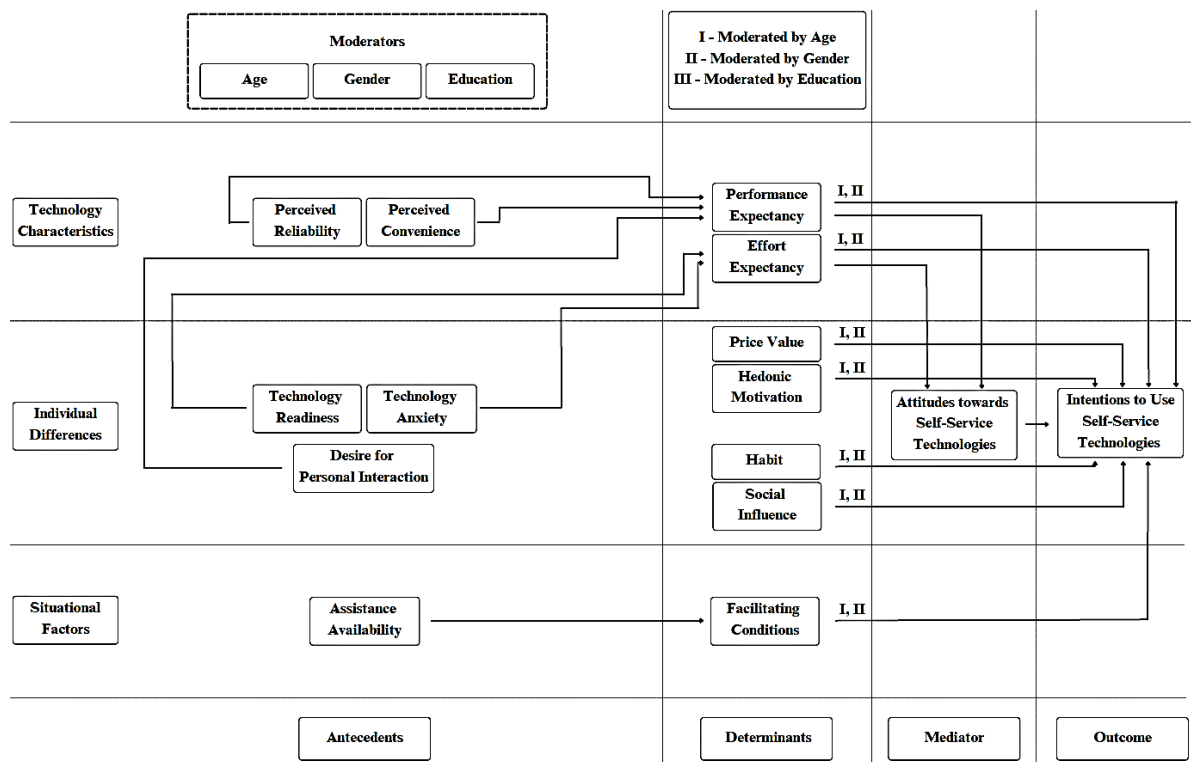 Moderators
Age
Gender
Education
I - Moderated by Age
II - Moderated by Gender
III - Moderated by Education
Technology
Characteristics
Perceived
Reliability
Perceived
Convenience
Performance
Expectancy
I, II
Effort
Expectancy
I, II
Individual
Differences
Technology
Readiness
Technology
Anxiety
Desire for
Personal Interaction
Price Value
I, II
Hedonic
Motivation
I, II
Habit
I, II
Social
Influence
I, II
Attitudes towards
Self-Service
Technologies
Intentions to Use
Self-Service
Technologies
Situational
Factors
Assistance
Availability
Facilitating
Conditions
I, II
Antecedents
Determinants
Mediator
Outcome